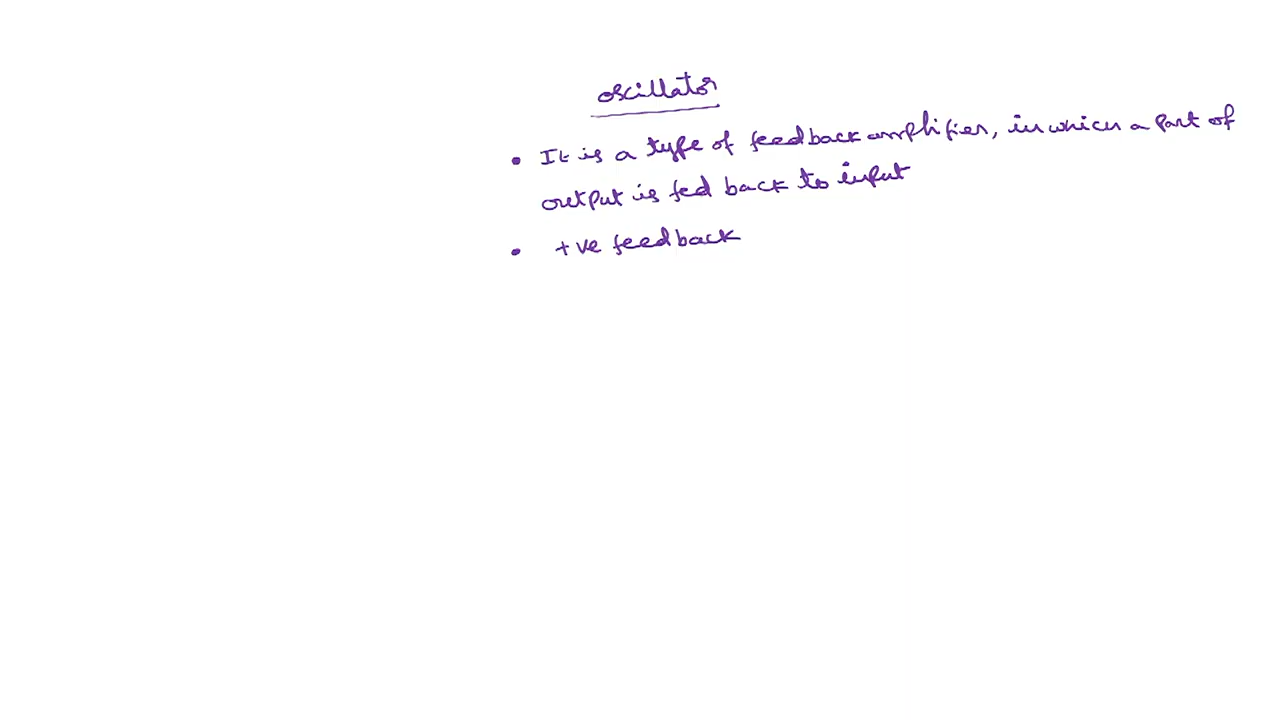 oscillator
• It is a type of feedback amplifier, in which a part of
output is fed back to input
• +ve feedback